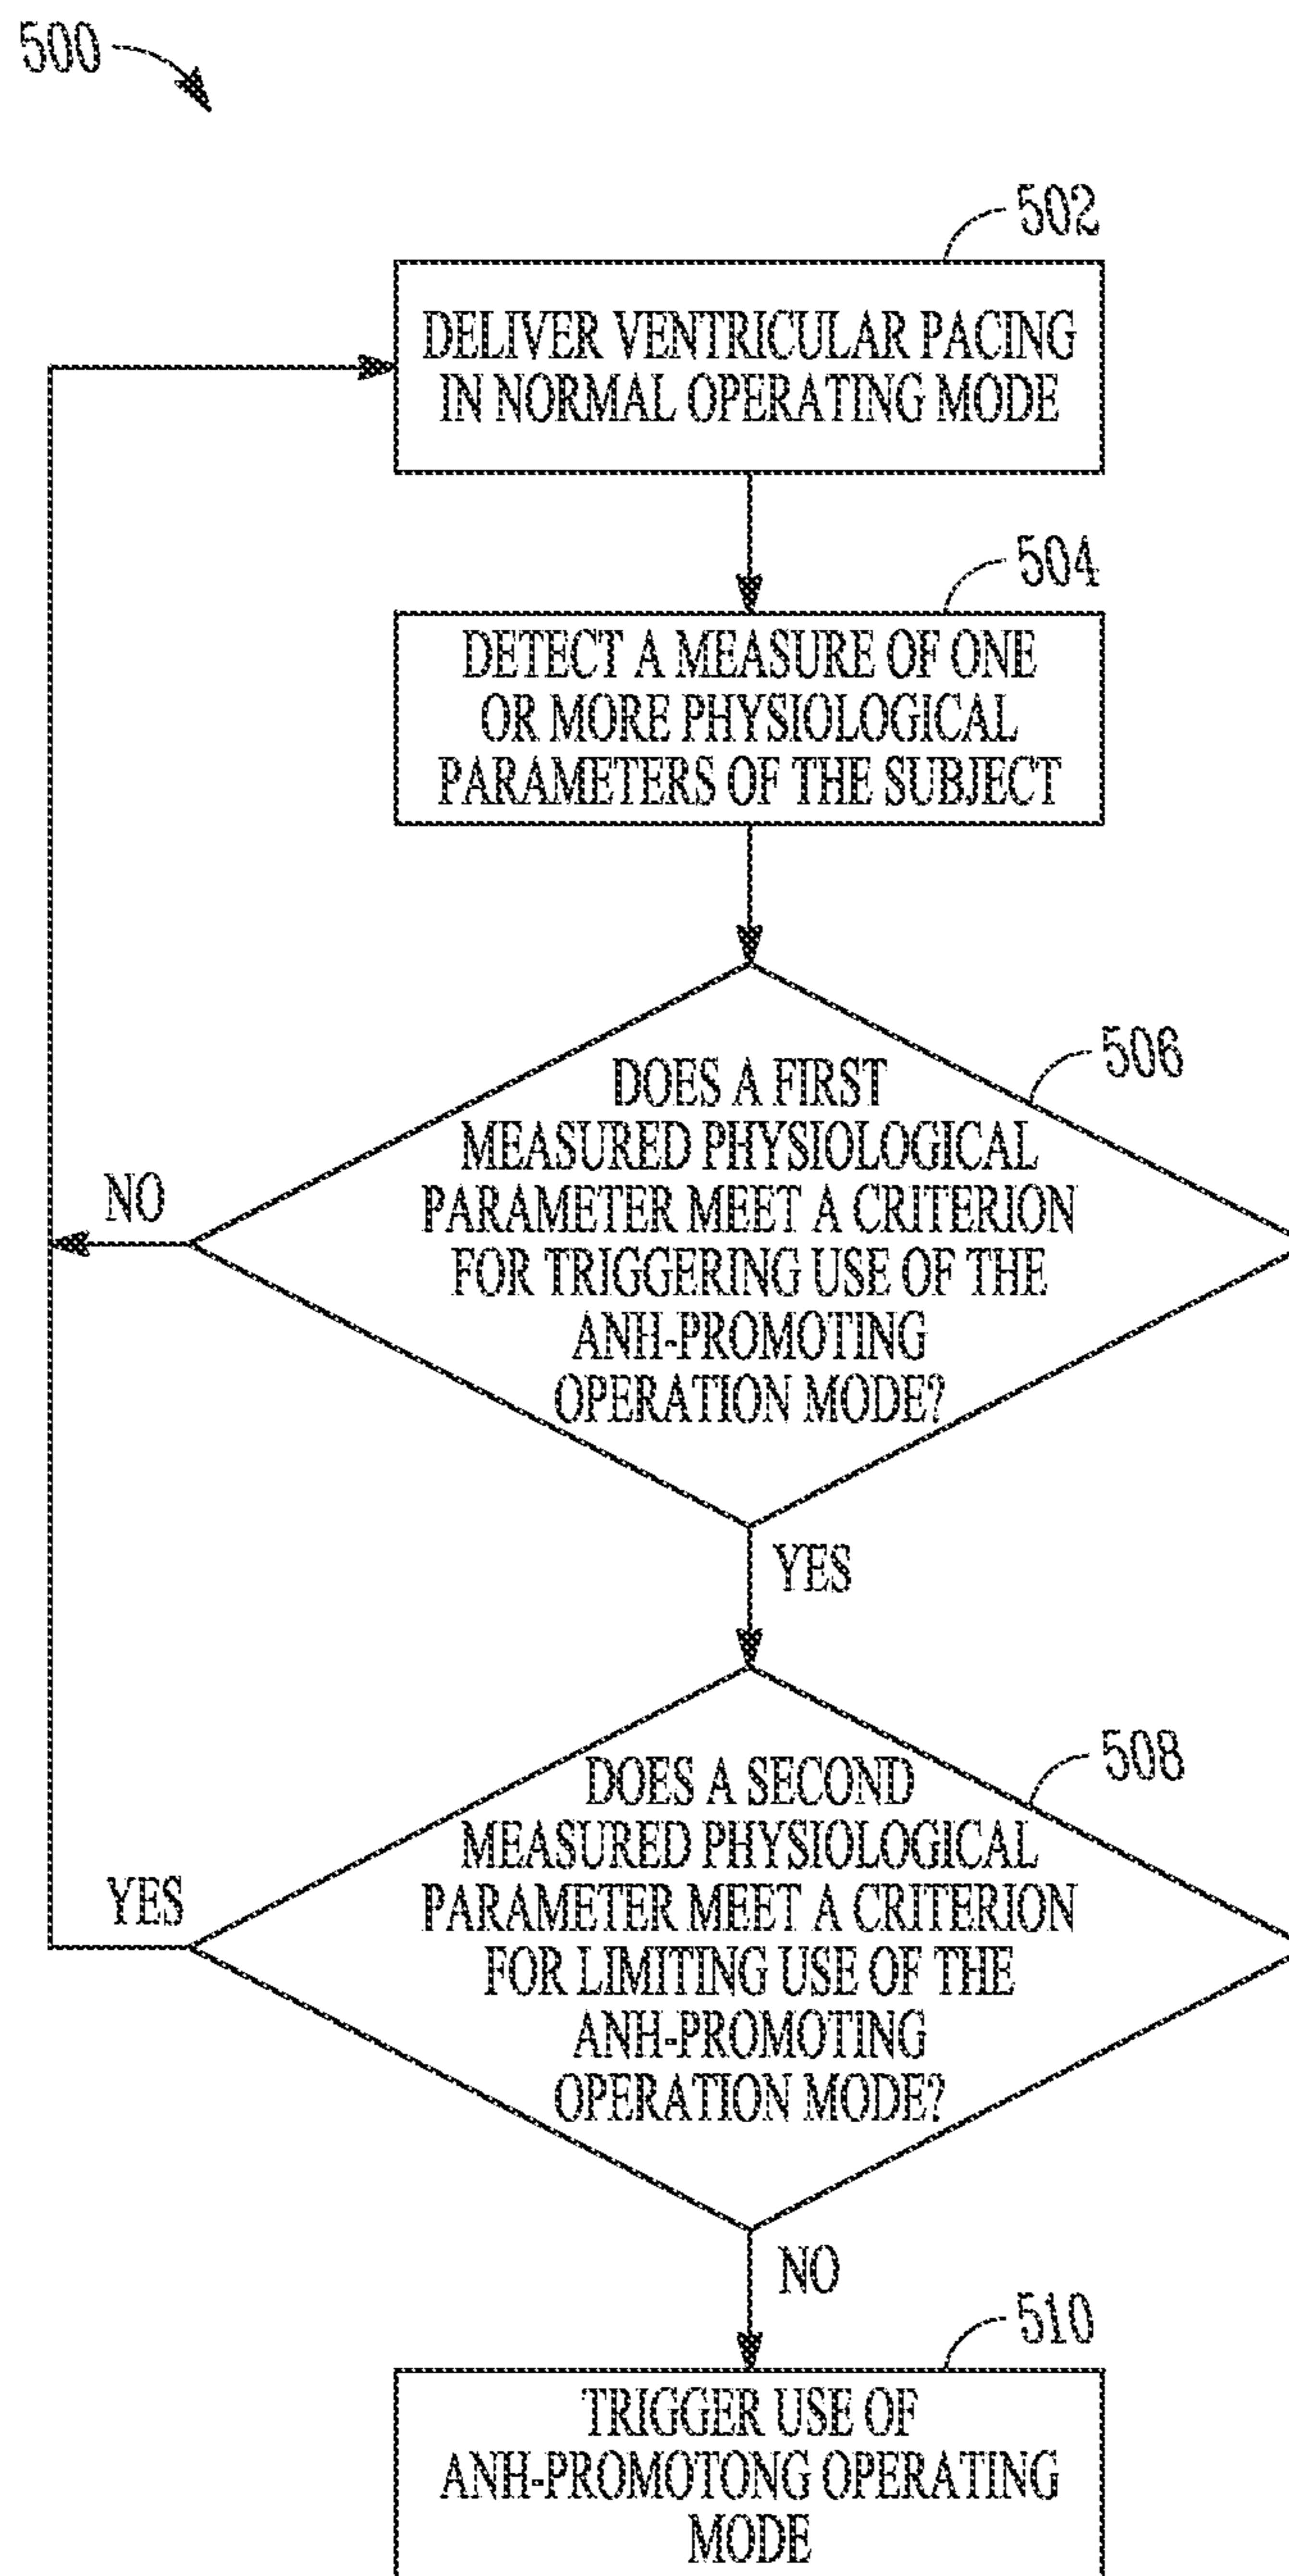 500
502
DELIVER VENTRICULAR PACING
IN NORMAL OPERATING MODE
504
DETECT A MEASURE OF ONE
OR MORE PHYSIOLOGICAL
PARAMETERS OF THE SUBJECT
506
DOES A FIRST
MEASURED PHYSIOLOGICAL
PARAMETER MEET A CRITERION
FOR TRIGGERING USE OF THE
ANH-PROMOTING
OPERATION MODE?
NO
YES
508
DOES A SECOND
MEASURED PHYSIOLOGICAL
PARAMETER MEET A CRITERION
FOR LIMITING USE OF THE
ANH-PROMOTING
OPERATION MODE?
YES
NO
510
TRIGGER USE OF
ANH-PROMOTONG OPERATING
MODE